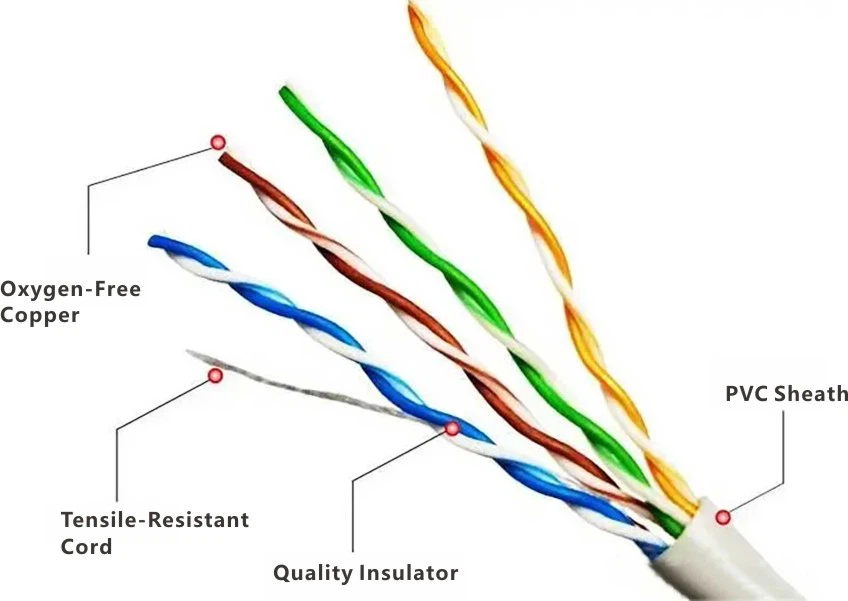 Oxygen-Free
Copper
PVC Sheath
Tensile-Resistant
Cord
Quality Insulator